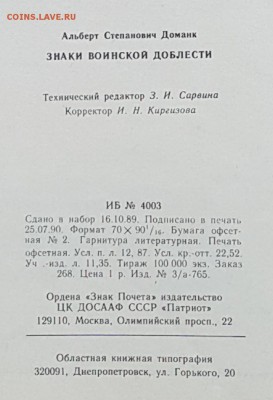 COINS.LAVE.RU
Альберт Степанович Доманк
ЗНАКИ ВОИНСКОЙ ДОБЛЕСТИ
Технический редактор З. И. Сарвина
Корректор И. Н. Киргизова
ИБ № 4003
Сдано в набор 16.10.89. Подписано в печать
25.07.90. Формат 70×90¹/₁₆. Бумага офсет-
ная № 2. Гарнитура литературная. Печать
офсетная. Усл. п. л. 12, 87. Усл. кр.-отт. 22,52.
Уч -изд. л. 11,35. Тираж 100 000 экз. Заказ
268. Цена 1 р. Изд. № 3/а-765.
Ордена «Знак Почета» издательство
ЦК ДОСААФ СССР «Патриот»
129110, Москва, Олимпийский просп., 22
Областная книжная типография
320091, Днепропетровск, ул. Горького, 20